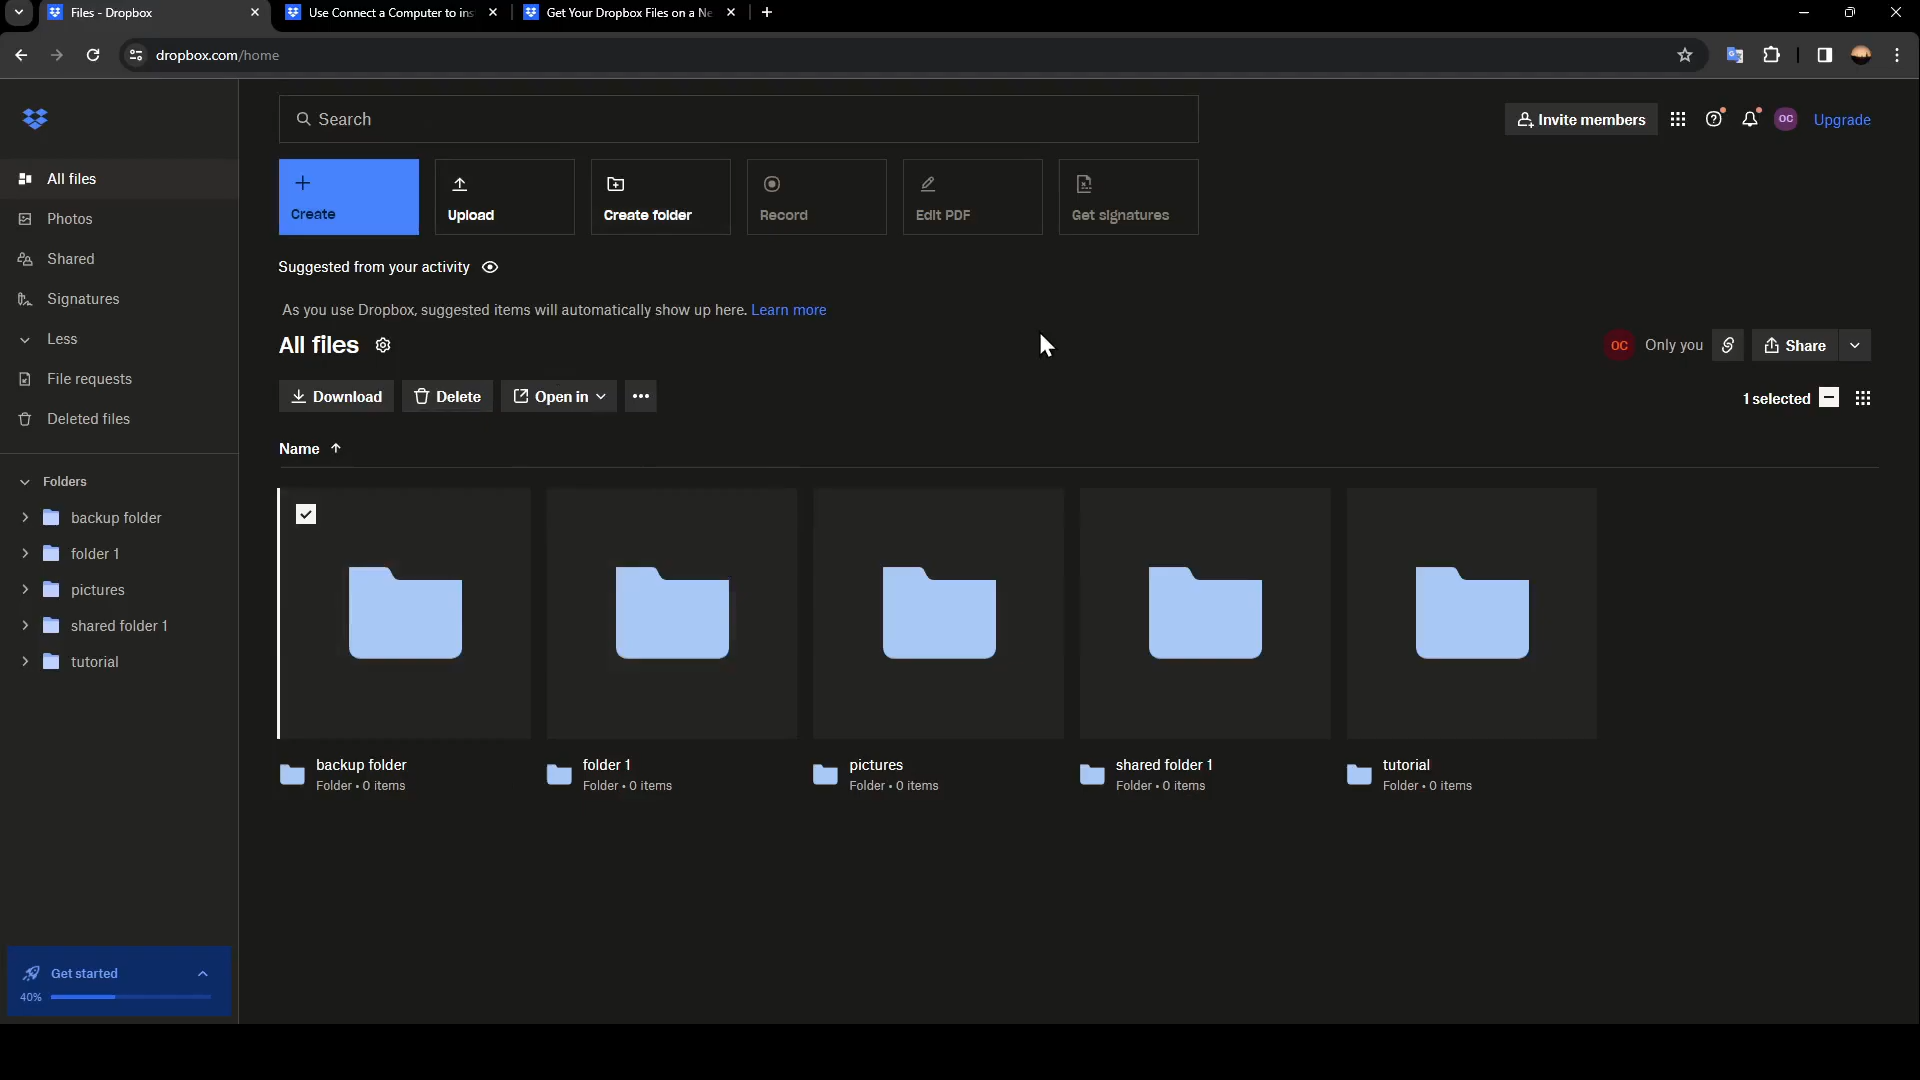 Files - Dropbox
Use Connect a Computer to ins
Get Your Dropbox Files on a Ne
dropbox.com/home
Search
Invite members
OC
Upgrade
All files
Photos
Shared
Signatures
Less
File requests
Deleted files
Folders
backup folder
folder 1
pictures
shared folder 1
tutorial
Get started
40%
Create
Upload
Create folder
Record
Edit PDF
Get signatures
Suggested from your activity
As you use Dropbox, suggested items will automatically show up here. Learn more
All files
OC
Only you
Share
Download
Delete
Open in
1 selected
Name
backup folder
Folder • 0 items
folder 1
Folder • 0 items
pictures
Folder • 0 items
shared folder 1
Folder • 0 items
tutorial
Folder • 0 items